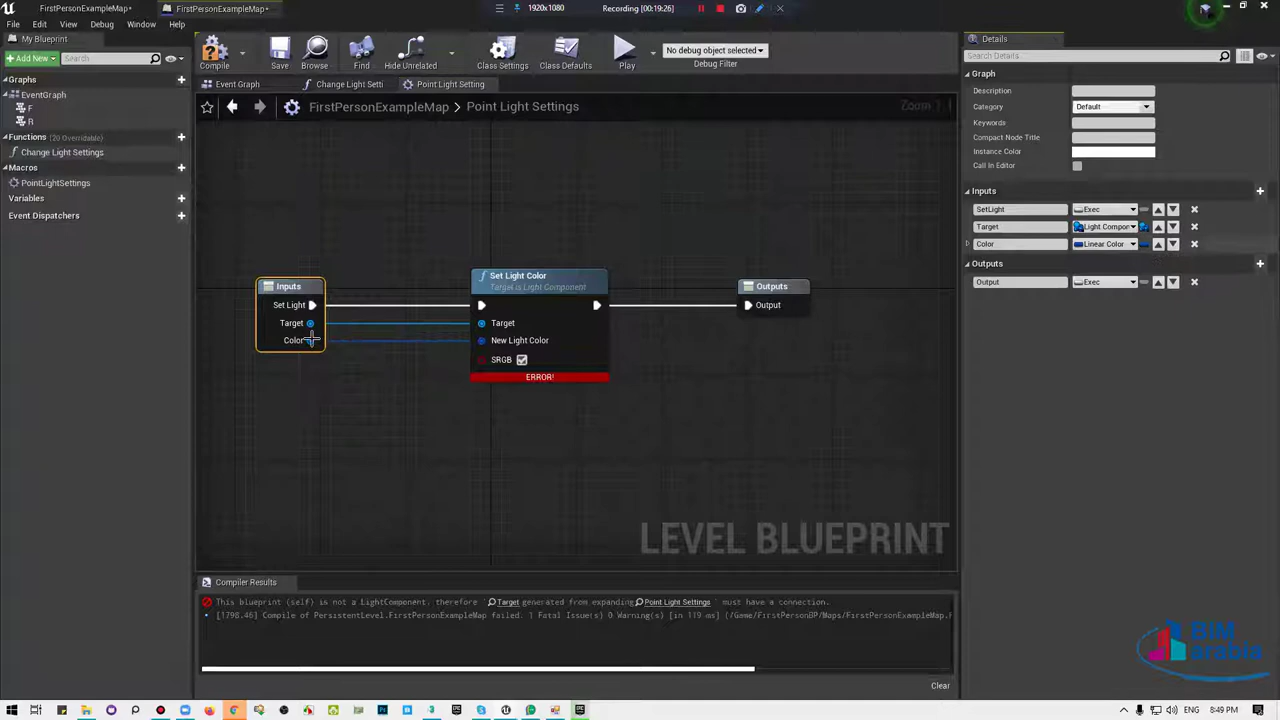 FirstPersonExampleMap•
FirstPersonExampleMap•
1920x1080
Recording [00:19:26]
File
Edit
Asset
View
Debug
Window
Help
My Blueprint
Add New
Search
Graphs
EventGraph
F
R
Functions (20 Overridable)
Change Light Settings
Macros
PointLightSettings
Variables
Event Dispatchers
Compile
Save
Browse
Find
Hide Unrelated
Class Settings
Class Defaults
Play
No debug object selected
Debug Filter
Event Graph
Change Light Setti
Point Light Settings
FirstPersonExampleMap > Point Light Settings
Inputs
Set Light
Target
Color
Set Light Color
Target is Light Component
Target
New Light Color
SRGB
ERROR!
Outputs
Output
LEVEL BLUEPRINT
Compiler Results
This blueprint (self) is not a LightComponent, therefore ' Target generated from expanding Point Light Settings ' must have a connection.
[1798.46] Compile of PersistentLevel.FirstPersonExampleMap failed. 1 Fatal Issue(s) 0 Warning(s) [in 119 ms] (/Game/FirstPersonBP/Maps/FirstPersonExampleMap.
Clear
Details
Search Details
Graph
Description
Category
Default
Keywords
Compact Node Title
Instance Color
Call In Editor
Inputs
SetLight
Exec
Target
Light Compor
Color
Linear Color
Outputs
Output
Exec
BIM
arabia
ENG
8:49 PM